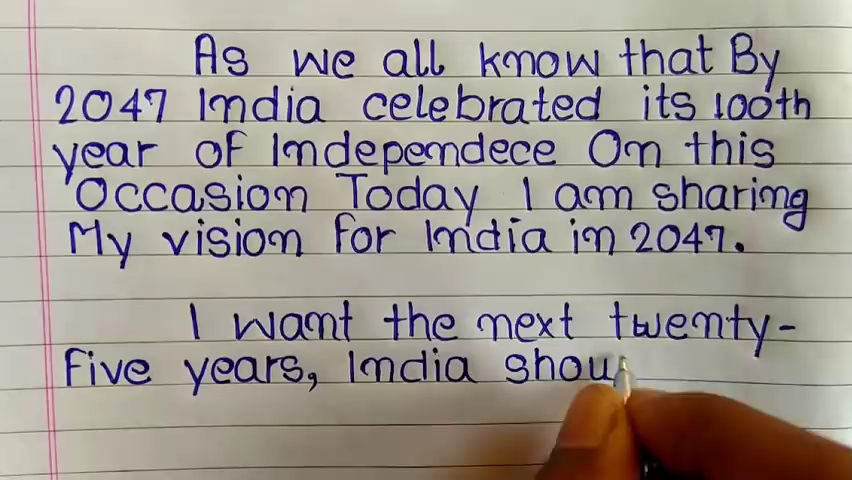 As we all know that By
2047 India celebrated its 100th
year of Independece On this
Occasion Today I am sharing
My vision for India in 2047.
I want the next twenty-
five years, India shou